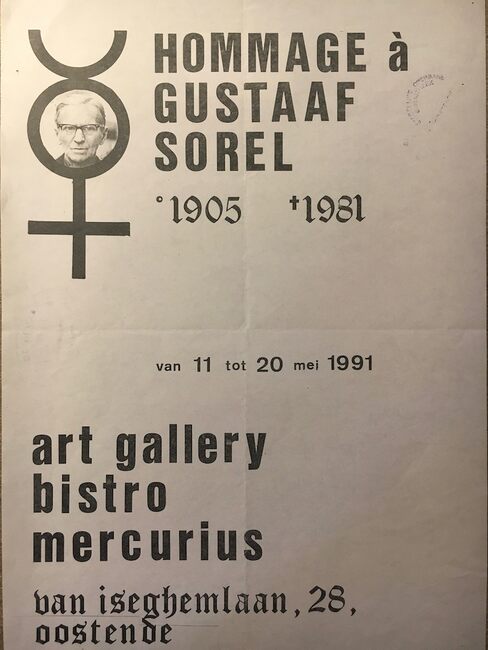 HOMMAGE à
GUSTAAF
SOREL
°1905 †1981
van 11 tot 20 mei 1991
art gallery
bistro
mercurius
van iseghemlaan, 28,
oostende